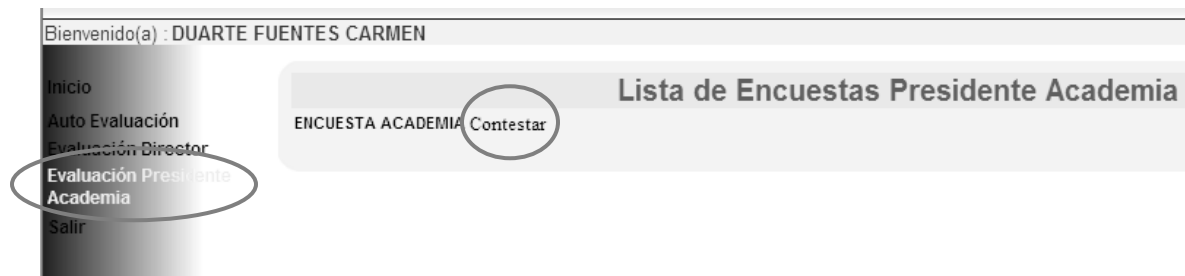 Bienvenido(a) : DUARTE FUENTES CARMEN
Inicio
Auto Evaluación
Evaluación Director
Evaluación Presidente
Academia
Salir
Lista de Encuestas Presidente Academia
ENCUESTA ACADEMIA Contestar